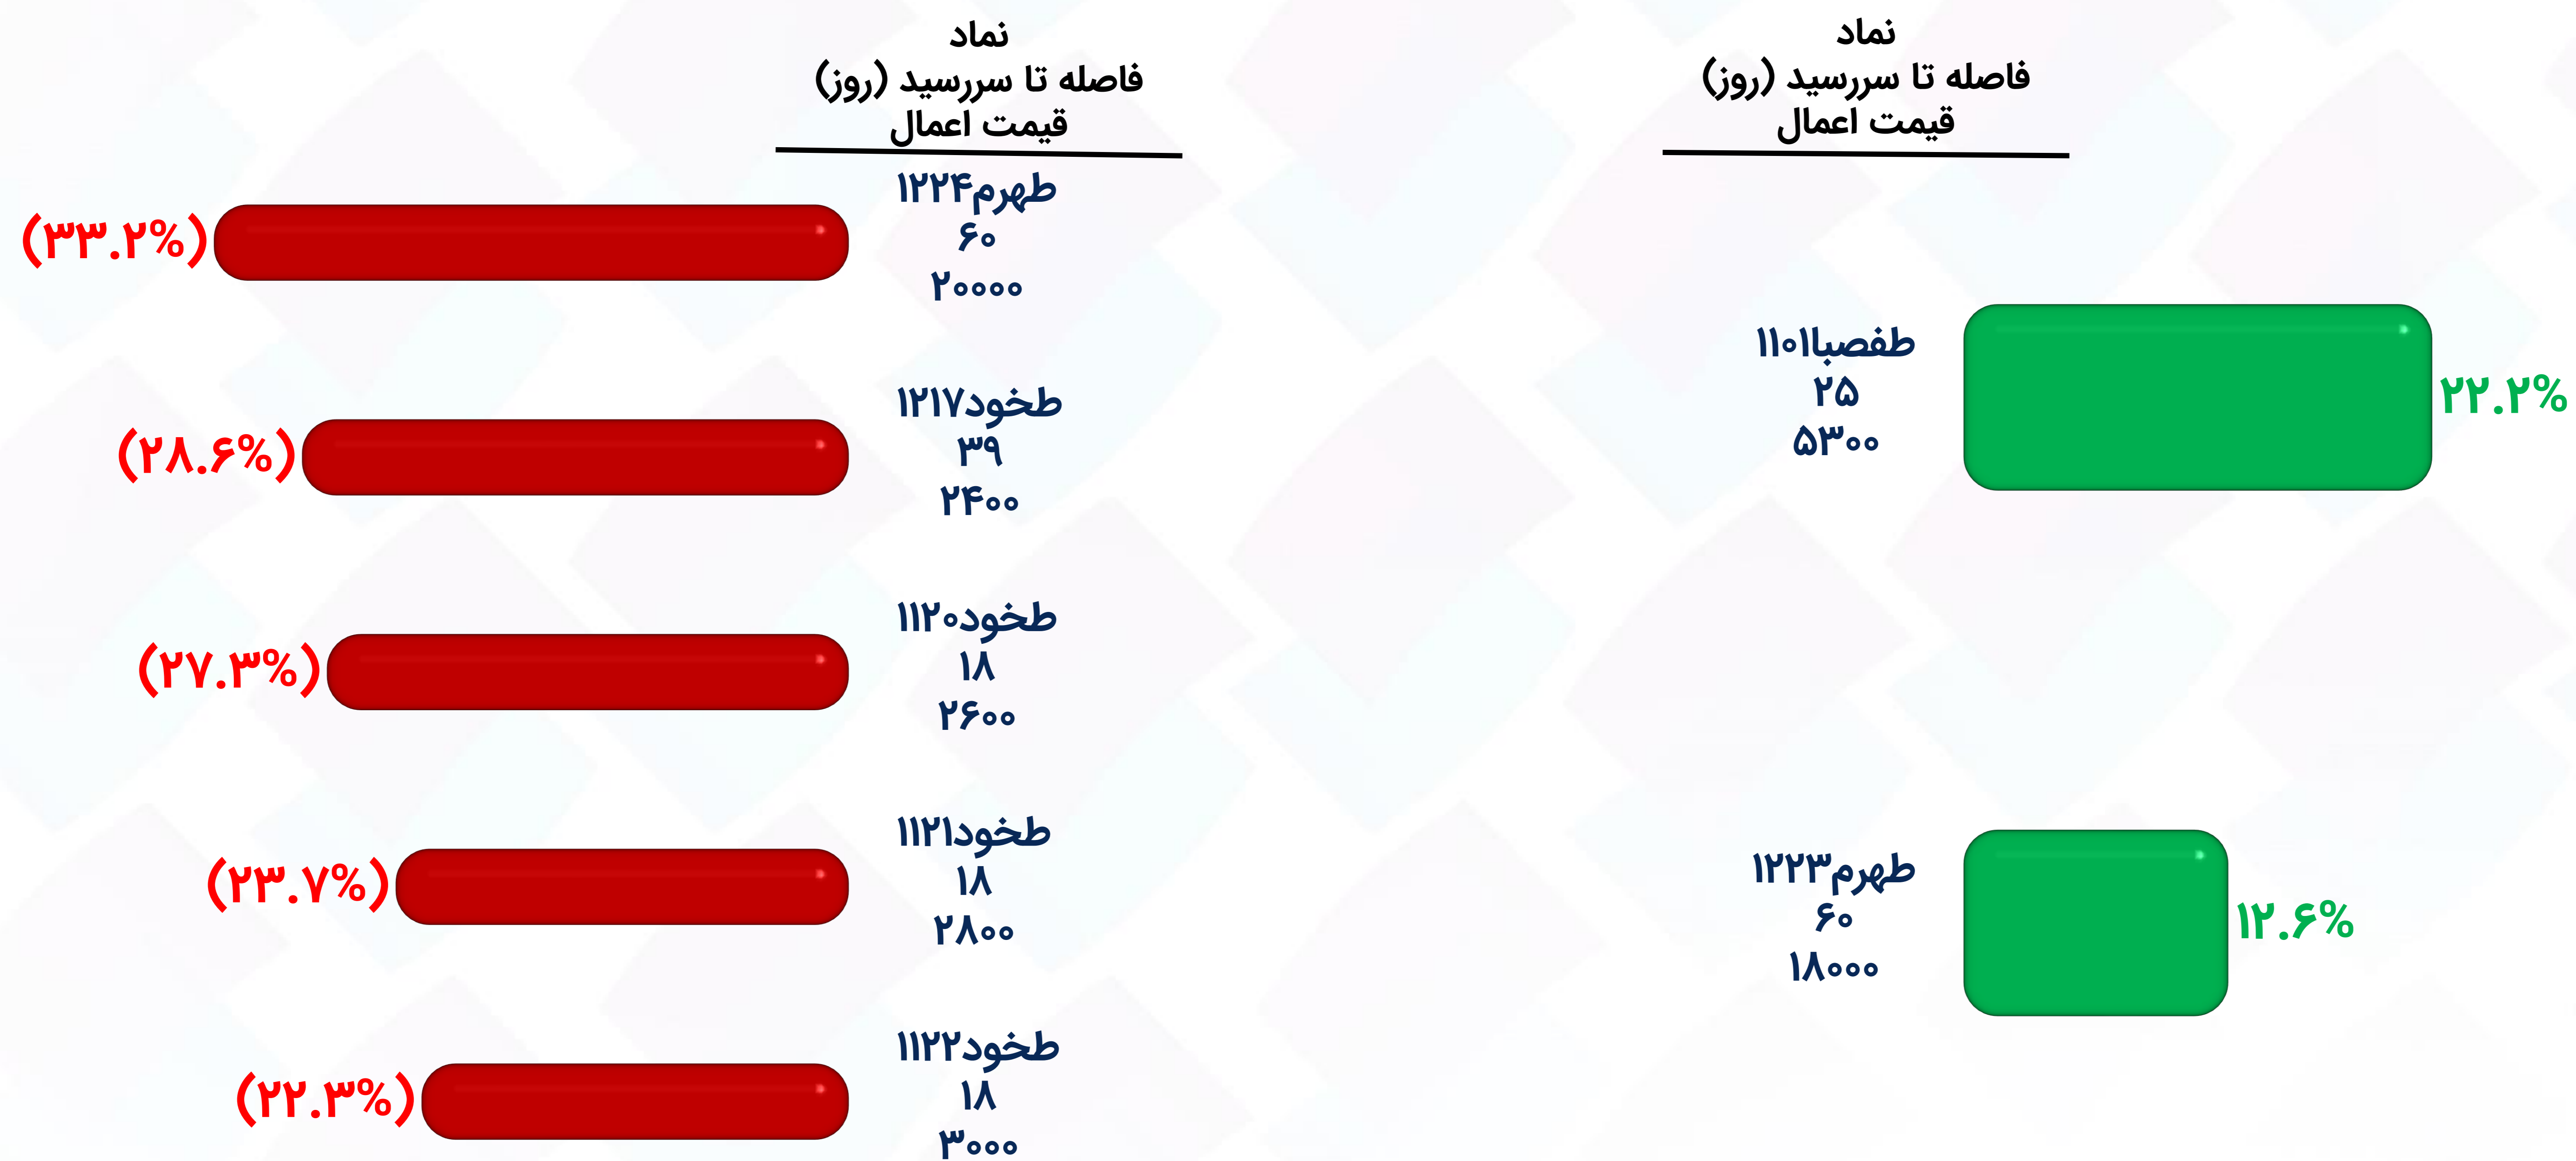 نماد
فاصله تا سررسید (روز)
قیمت اعمال
طفصبا۱۱۰۱
۲۵
۵۳۰۰
۲۲.۲%
طهرم۱۲۲۳
۶۰
۱۸۰۰۰
۱۲.۶%
نماد
فاصله تا سررسید (روز)
قیمت اعمال
طهرم۱۲۲۴
۶۰
۲۰۰۰۰
(۳۳.۲%)
طخود۱۲۱۷
۳۹
۲۴۰۰
(۲۸.۶%)
طخود۱۱۲۰
۱۸
۲۶۰۰
(۲۷.۳%)
طخود۱۱۲۱
۱۸
۲۸۰۰
(۲۳.۷%)
طخود۱۱۲۲
۱۸
۳۰۰۰
(۲۲.۳%)